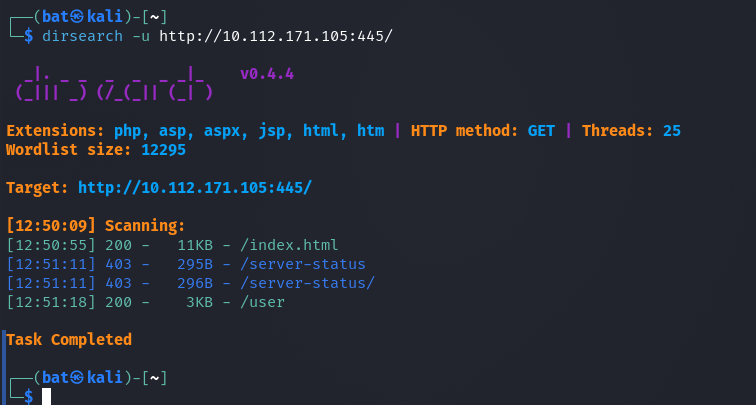 ┌──(bat㉿kali)-[~]
└─$ dirsearch -u http://10.112.171.105:445/
  _|. _ _  _  _  _ _|_    v0.4.4
 (_||| _) (/_(_|| (_| )
Extensions: php, asp, aspx, jsp, html, htm | HTTP method: GET | Threads: 25
Wordlist size: 12295
Target: http://10.112.171.105:445/
[12:50:09] Scanning:
[12:50:55] 200 -   11KB - /index.html
[12:51:11] 403 -   295B - /server-status
[12:51:11] 403 -   296B - /server-status/
[12:51:18] 200 -    3KB - /user
Task Completed
┌──(bat㉿kali)-[~]
└─$